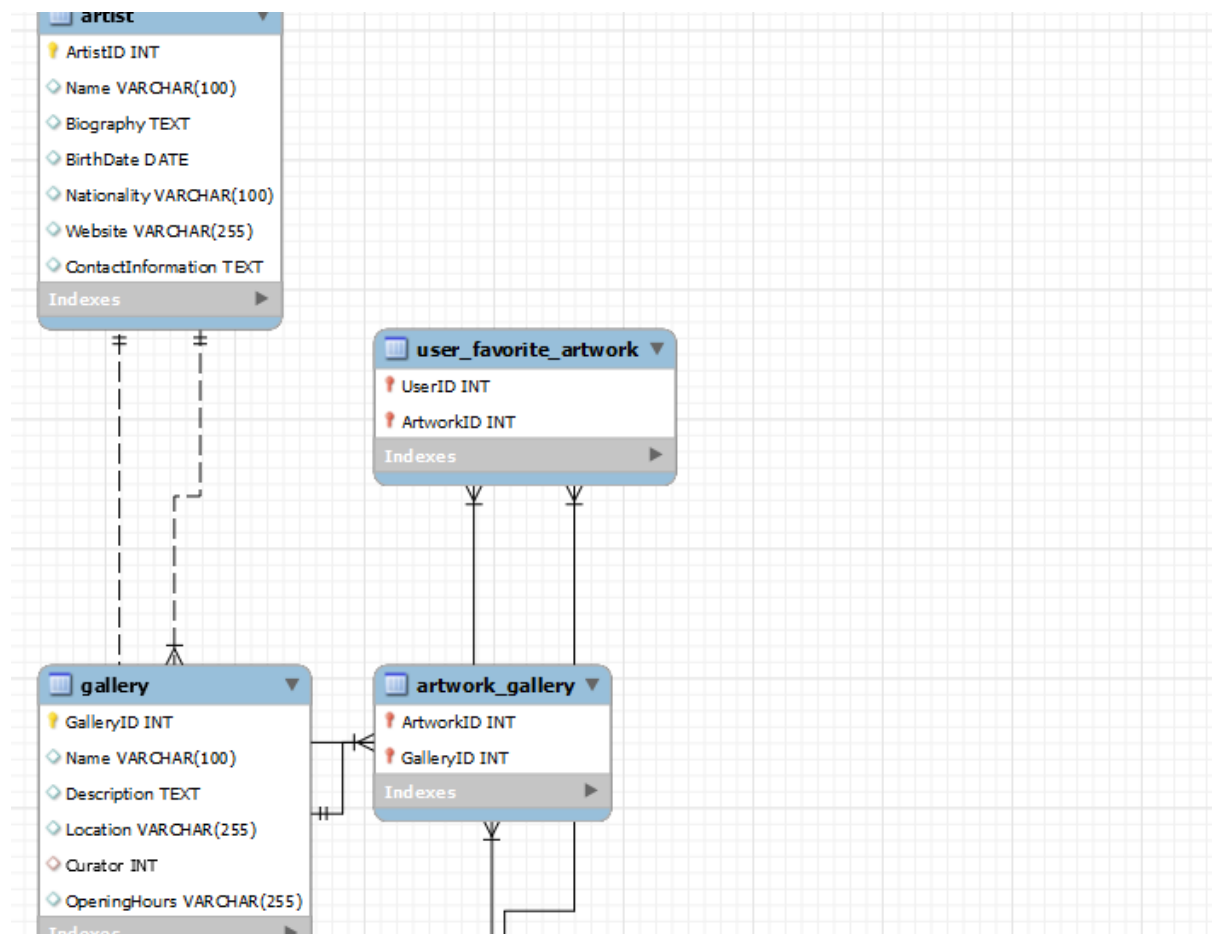 artist
ArtistID INT
Name VARCHAR(100)
Biography TEXT
BirthDate DATE
Nationality VARCHAR(100)
Website VARCHAR(255)
ContactInformation TEXT
Indexes
user_favorite_artwork
UserID INT
ArtworkID INT
Indexes
gallery
GalleryID INT
Name VARCHAR(100)
Description TEXT
Location VARCHAR(255)
Curator INT
OpeningHours VARCHAR(255)
Indexes
artwork_gallery
ArtworkID INT
GalleryID INT
Indexes